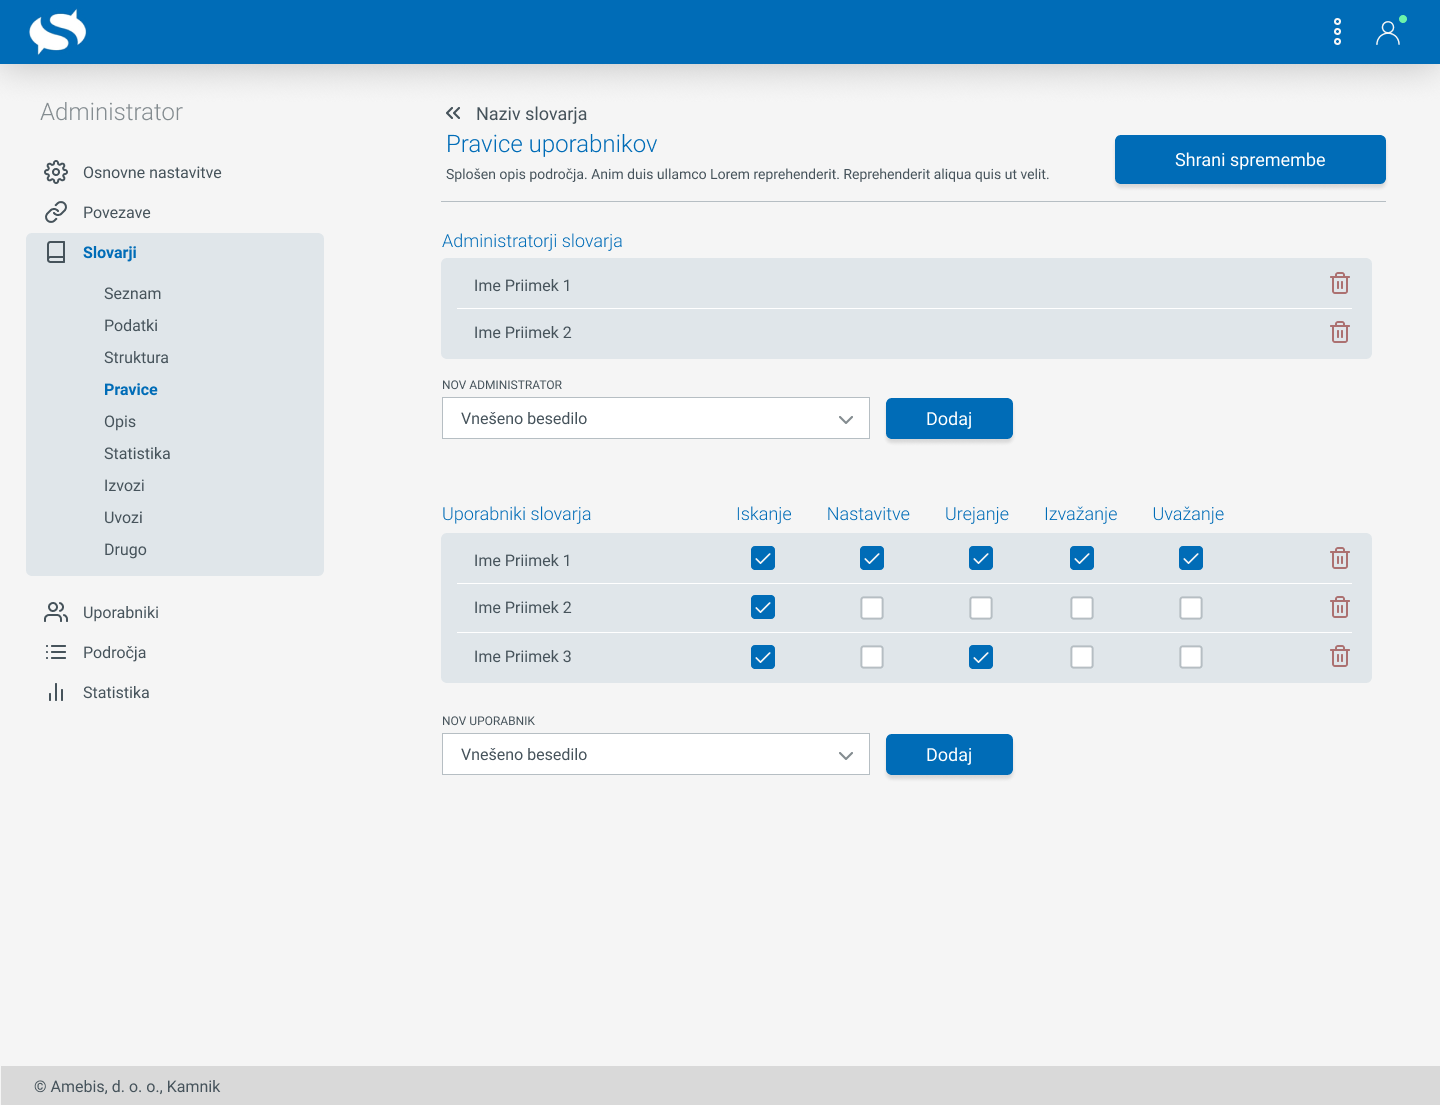 Administrator
Osnovne nastavitve
Povezave
Slovarji
Seznam
Podatki
Struktura
Pravice
Opis
Statistika
Izvozi
Uvozi
Drugo
Uporabniki
Področja
Statistika
Naziv slovarja
Pravice uporabnikov
Splošen opis področja. Anim duis ullamco Lorem reprehenderit. Reprehenderit aliqua quis ut velit.
Shrani spremembe
Administratorji slovarja
Ime Priimek 1
Ime Priimek 2
NOV ADMINISTRATOR
Vnešeno besedilo
Dodaj
Uporabniki slovarja Iskanje Nastavitve Urejanje Izvažanje Uvažanje
Ime Priimek 1
Ime Priimek 2
Ime Priimek 3
NOV UPORABNIK
Vnešeno besedilo
Dodaj
© Amebis, d. o. o., Kamnik